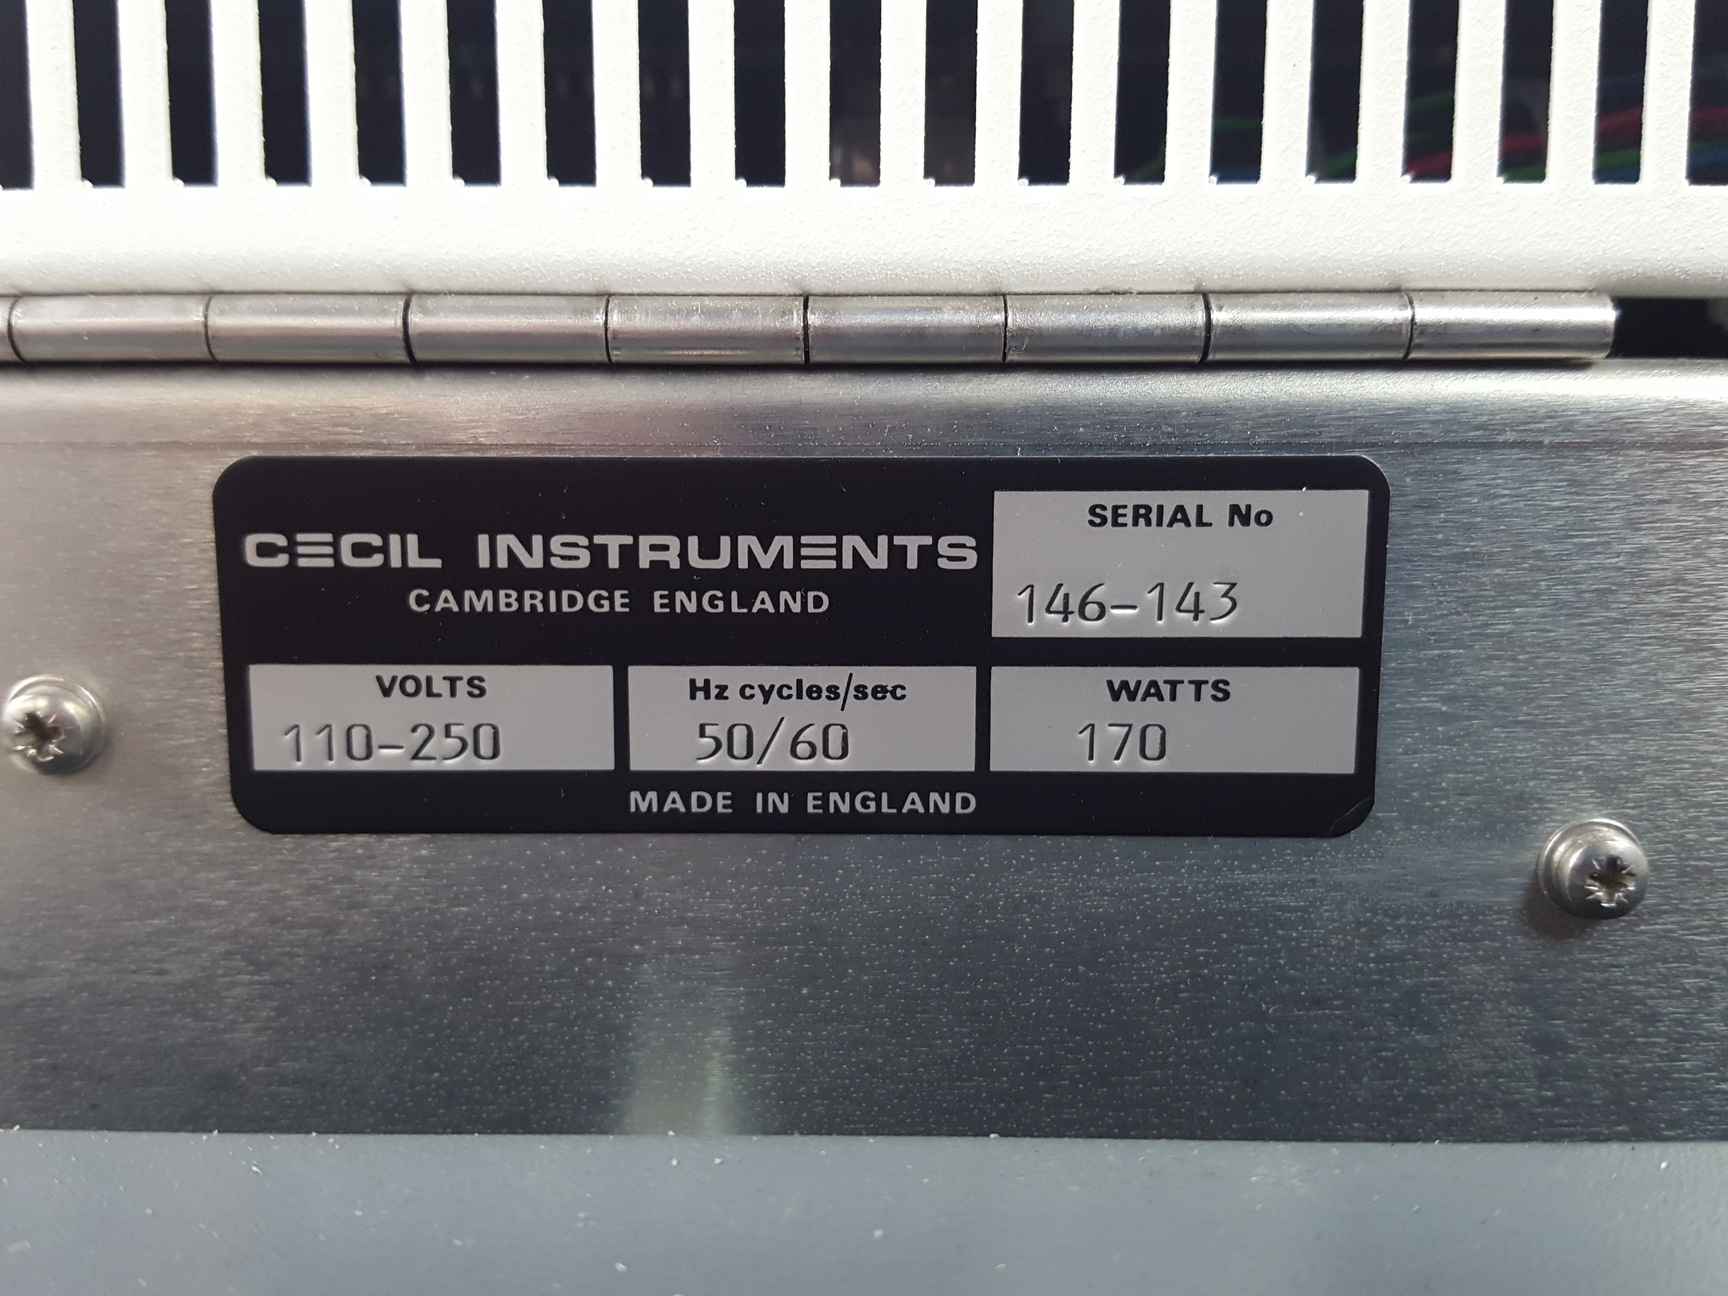 CECIL INSTRUMENTS
CAMBRIDGE ENGLAND
SERIAL No
146-143
VOLTS
110-250
Hz cycles/sec
50/60
WATTS
170
MADE IN ENGLAND